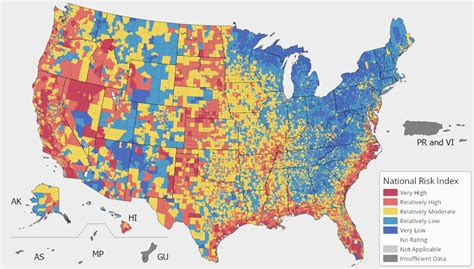 PR and VI
AK
HI
AS
MP
GU
National Risk Index
Very High
Relatively High
Relatively Moderate
Relatively Low
Very Low
No Rating
Not Applicable
Insufficient Data